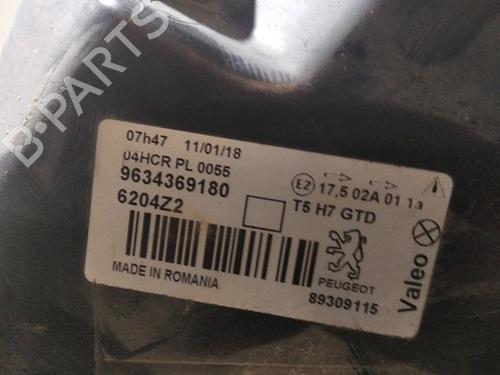 07h47 11/01/18
04HCR PL 0055
9634369180
6204Z2
E2 17,5 02A 01 1a
T5 H7 GTD
MADE IN ROMANIA
PEUGEOT
89309115
Valeo
B-PARTS